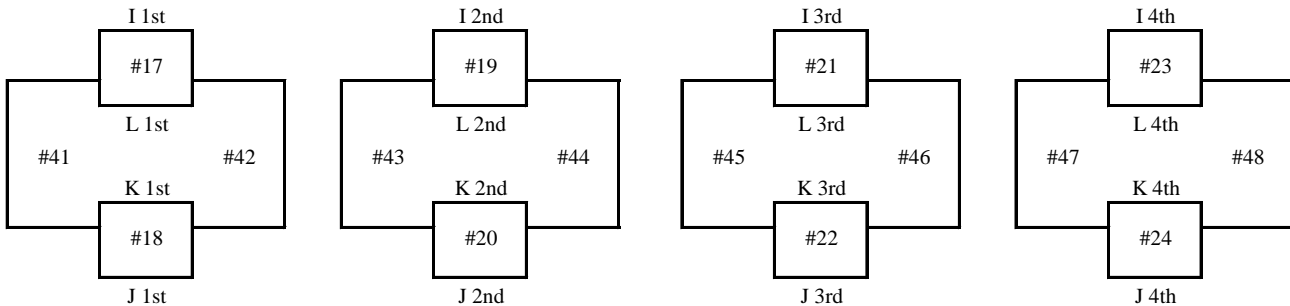 I 1st I 2nd I 3rd I 4th
#17 #19 #21 #23
L 1st L 2nd L 3rd L 4th
#41 #42 #43 #44 #45 #46 #47 #48
K 1st K 2nd K 3rd K 4th
#18 #20 #22 #24
J 1st J 2nd J 3rd J 4th